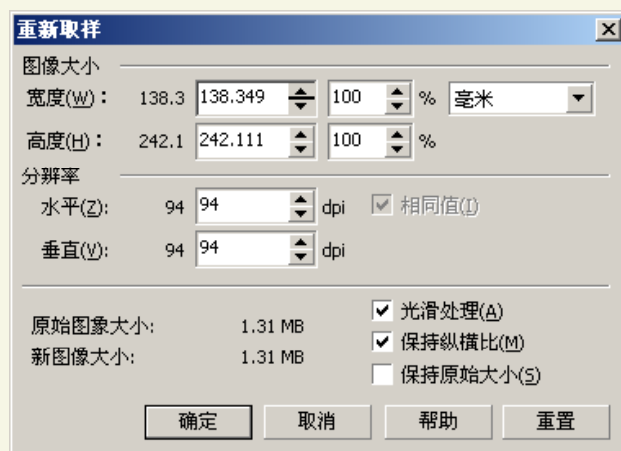 重新取样
图像大小
宽度(W)： 138.3 138.349 100 % 毫米
高度(H)： 242.1 242.111 100 %
分辨率
水平(Z): 94 94 dpi 相同值(I)
垂直(V): 94 94 dpi
光滑处理(A)
原始图象大小: 1.31 MB
保持纵横比(M)
新图像大小: 1.31 MB
保持原始大小(S)
确定 取消 帮助 重置